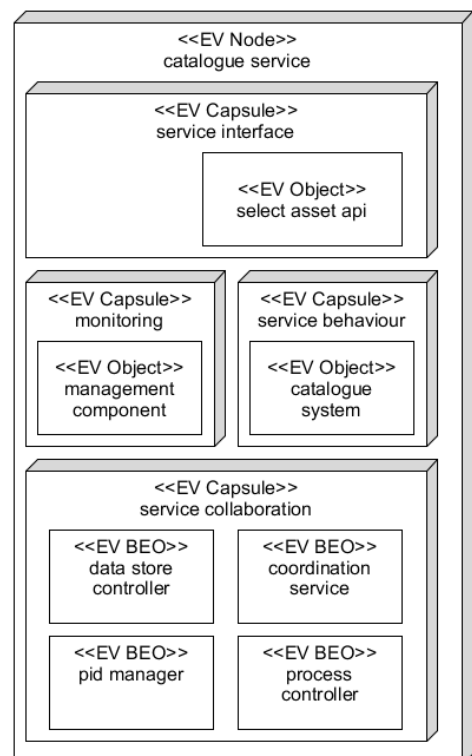 <<EV Node>>
catalogue service
<<EV Capsule>>
service interface
<<EV Object>>
select asset api
<<EV Capsule>>
monitoring
<<EV Object>>
management
component
<<EV Capsule>>
service behaviour
<<EV Object>>
catalogue
system
<<EV Capsule>>
service collaboration
<<EV BEO>>
data store
controller
<<EV BEO>>
coordination
service
<<EV BEO>>
pid manager
<<EV BEO>>
process
controller